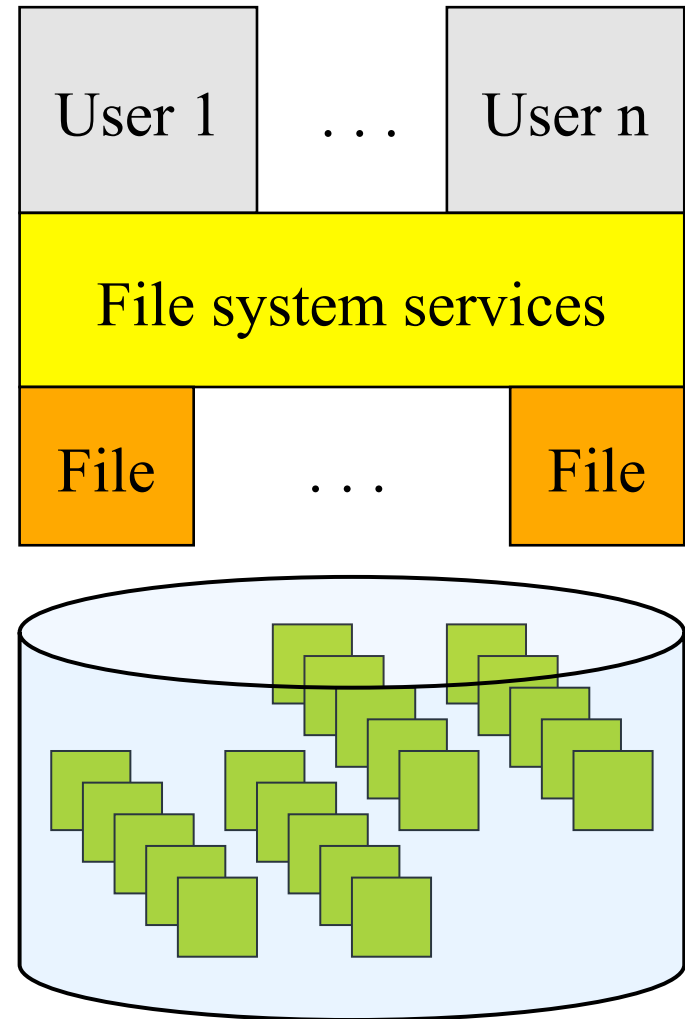 User 1 . . . User n
File system services
File . . . File